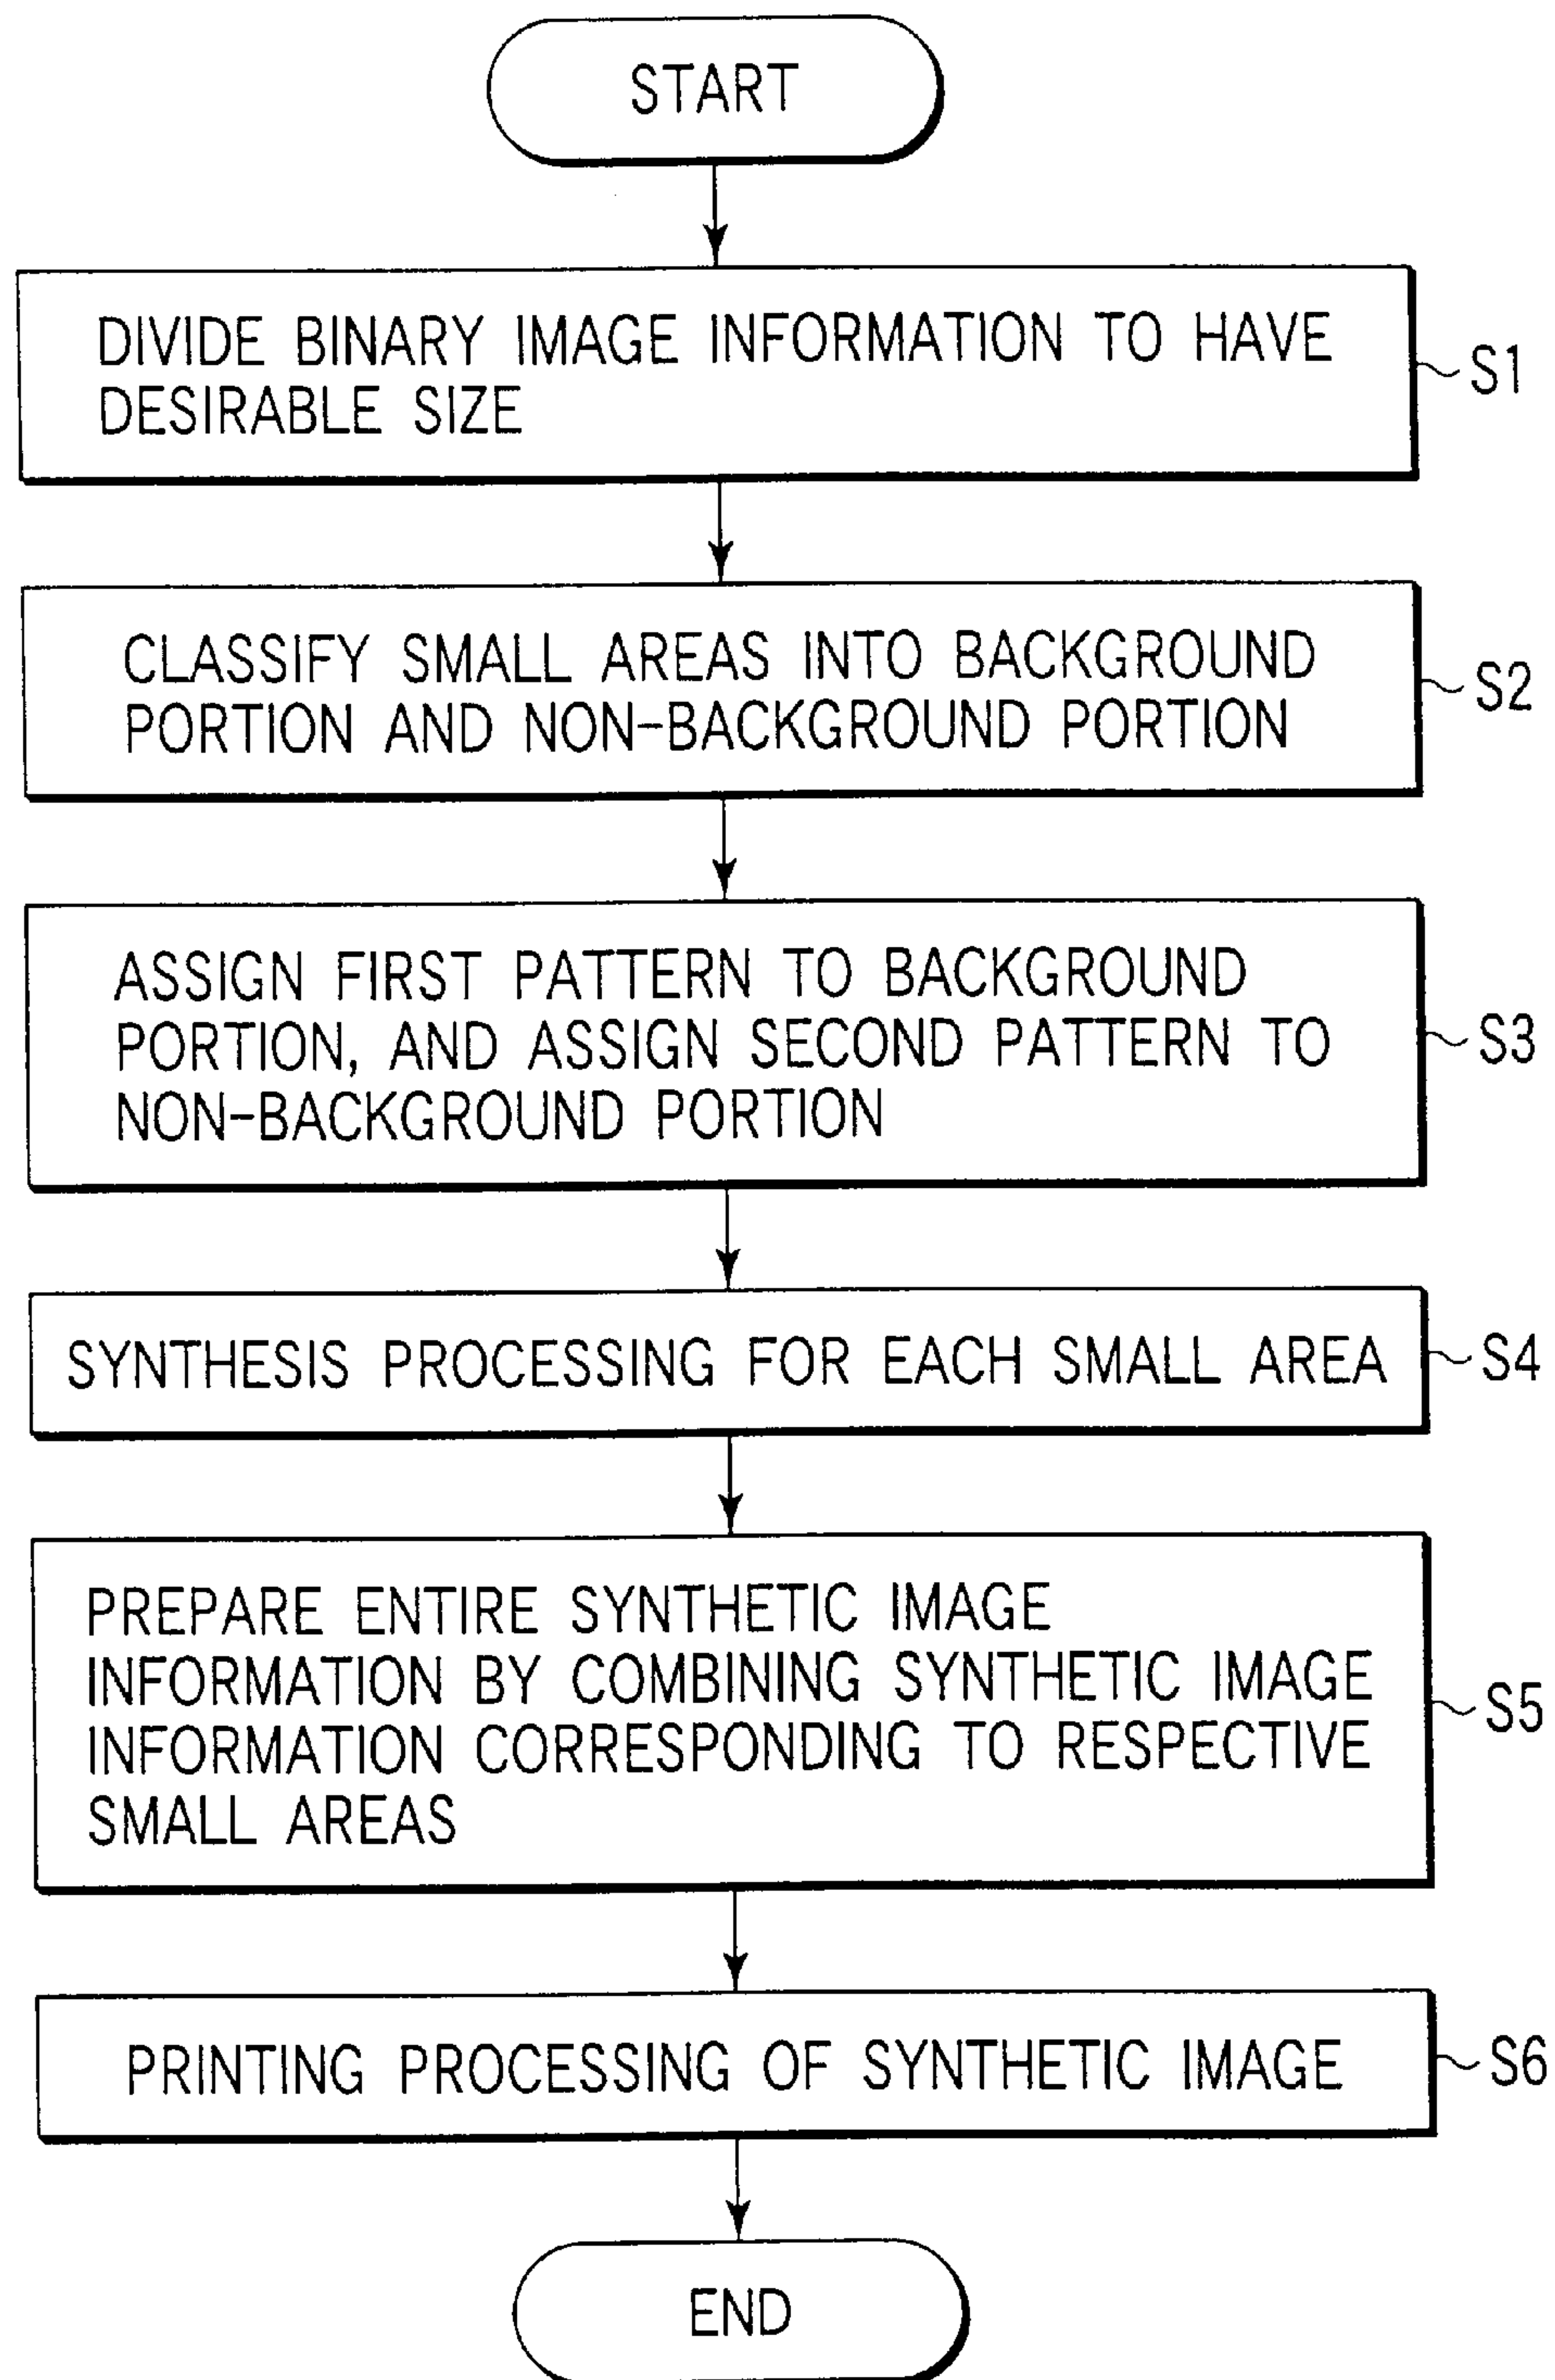 START
DIVIDE BINARY IMAGE INFORMATION TO HAVE
DESIRABLE SIZE
S1
CLASSIFY SMALL AREAS INTO BACKGROUND
PORTION AND NON-BACKGROUND PORTION
S2
ASSIGN FIRST PATTERN TO BACKGROUND
PORTION, AND ASSIGN SECOND PATTERN TO
NON-BACKGROUND PORTION
S3
SYNTHESIS PROCESSING FOR EACH SMALL AREA
S4
PREPARE ENTIRE SYNTHETIC IMAGE
INFORMATION BY COMBINING SYNTHETIC IMAGE
INFORMATION CORRESPONDING TO RESPECTIVE
SMALL AREAS
S5
PRINTING PROCESSING OF SYNTHETIC IMAGE
S6
END